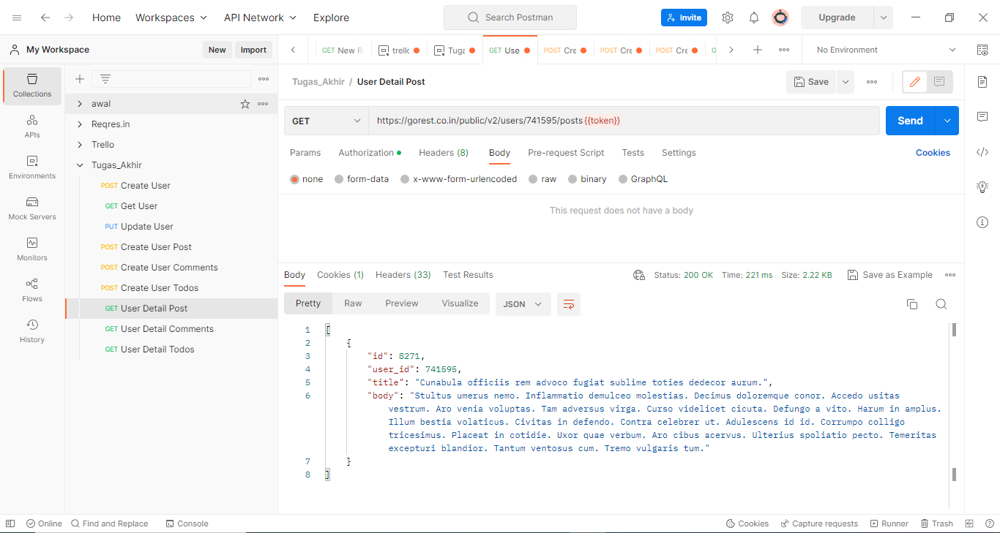 Home Workspaces API Network Explore Search Postman Invite Upgrade
My Workspace New Import
GET New R trello Tuga GET Use POST Cre POST Cre POST Cre G No Environment
Collections
APIs
Environments
Mock Servers
Monitors
Flows
History
awal
Reqres.in
Trello
Tugas_Akhir
POST Create User
GET Get User
PUT Update User
POST Create User Post
POST Create User Comments
POST Create User Todos
GET User Detail Post
GET User Detail Comments
GET User Detail Todos
Tugas_Akhir / User Detail Post Save
GET https://gorest.co.in/public/v2/users/741595/posts{{token}} Send
Params Authorization Headers (8) Body Pre-request Script Tests Settings Cookies
none form-data x-www-form-urlencoded raw binary GraphQL
This request does not have a body
Body Cookies (1) Headers (33) Test Results Status: 200 OK Time: 221 ms Size: 2.22 KB Save as Example
Pretty Raw Preview Visualize JSON
1 [
2 {
3 "id": 8271,
4 "user_id": 741595,
5 "title": "Cunabula officiis rem advoco fugiat sublime toties dedecor aurum.",
6 "body": "Stultus umerus nemo. Inflammatio demulceo molestias. Decimus doloremque conor. Accedo usitas
vestrum. Aro venia voluptas. Tam adversus virga. Curso videlicet cicuta. Defungo a vito. Harum in amplus.
Illum bestia volaticus. Civitas in defendo. Contra celebrer ut. Adulescens id id. Corrumpo colligo
tricesimus. Placeat in cotidie. Uxor quae verbum. Aro cibus acervus. Ulterius spoliatio pecto. Temeritas
excepturi blandior. Tantum ventosus cum. Tremo vulgaris tum."
7 }
8 ]
Online Find and Replace Console Cookies Capture requests Runner Trash